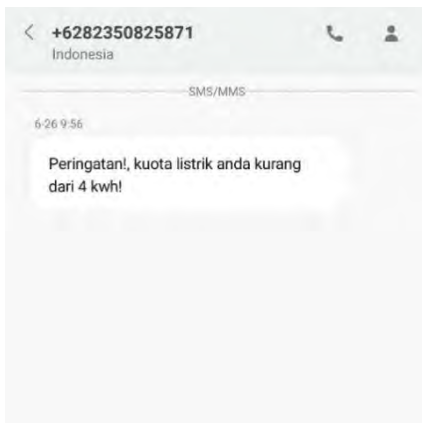 +6282350825871
Indonesia
SMS/MMS
6-26 9:56
Peringatan!, kuota listrik anda kurang
dari 4 kwh!